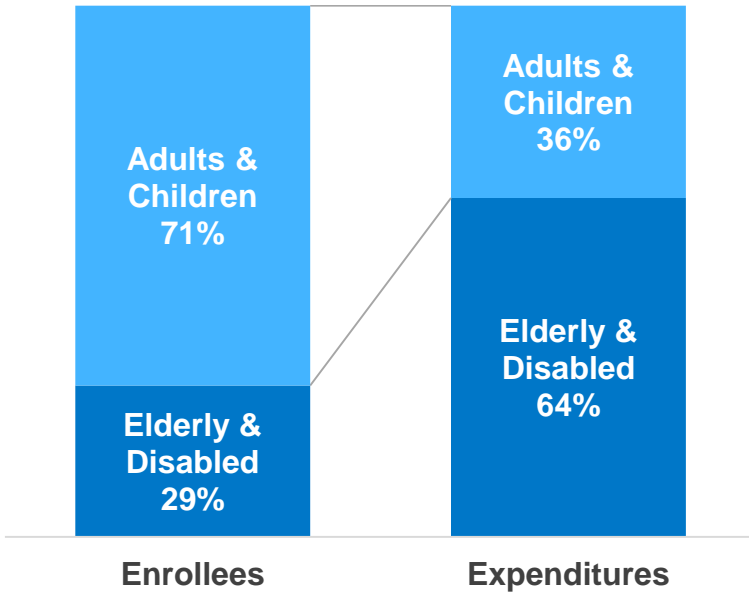 Adults &
Children
71%
Elderly &
Disabled
29%
Adults &
Children
36%
Elderly &
Disabled
64%
Enrollees
Expenditures